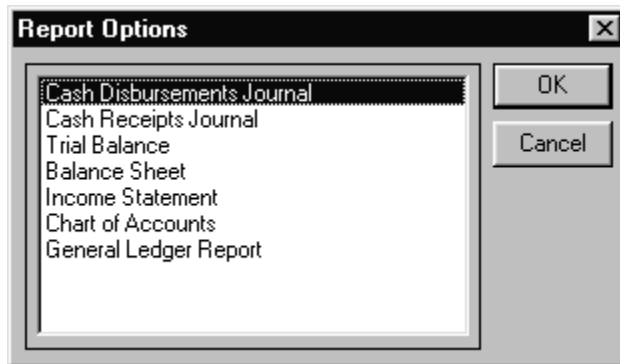 Report Options
Cash Disbursements Journal
Cash Receipts Journal
Trial Balance
Balance Sheet
Income Statement
Chart of Accounts
General Ledger Report
OK
Cancel